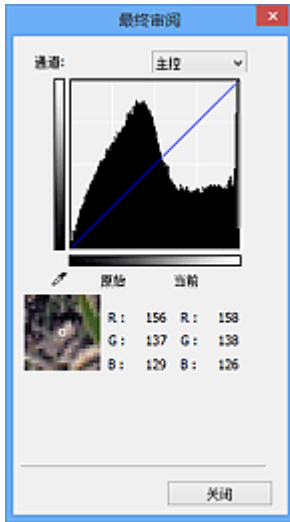 最终审阅
通道: 主控
原始 当前
R: 156 R: 158
G: 137 G: 138
B: 129 B: 126
关闭